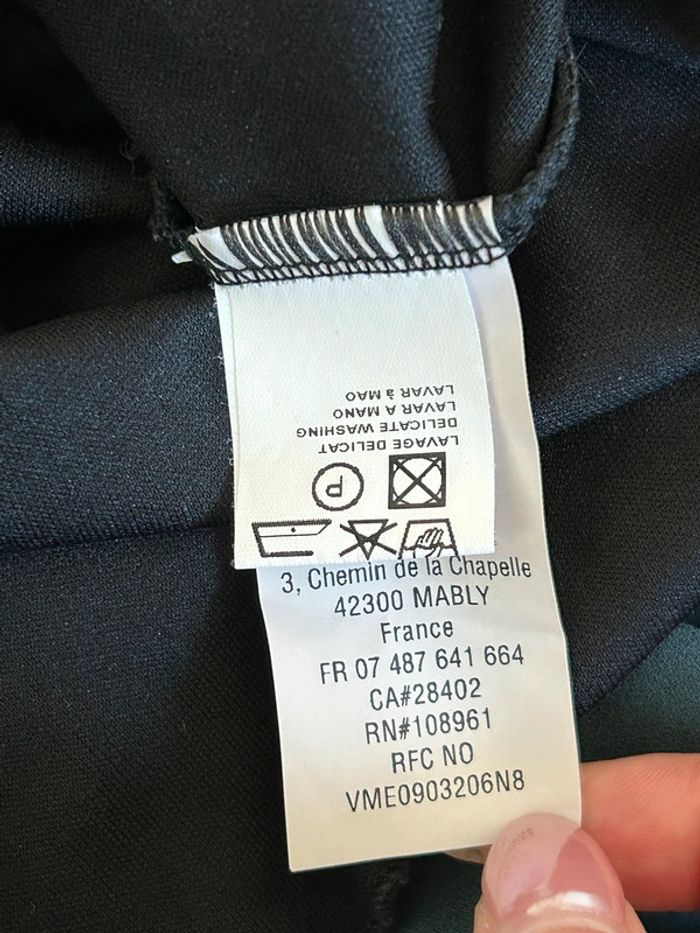 LAVAGE DELICAT
DELICATE WASHING
LAVAR A MANO
LAVAR à MAO
P
3, Chemin de la Chapelle
42300 MABLY
France
FR 07 487 641 664
CA#28402
RN#108961
RFC NO
VME0903206N8